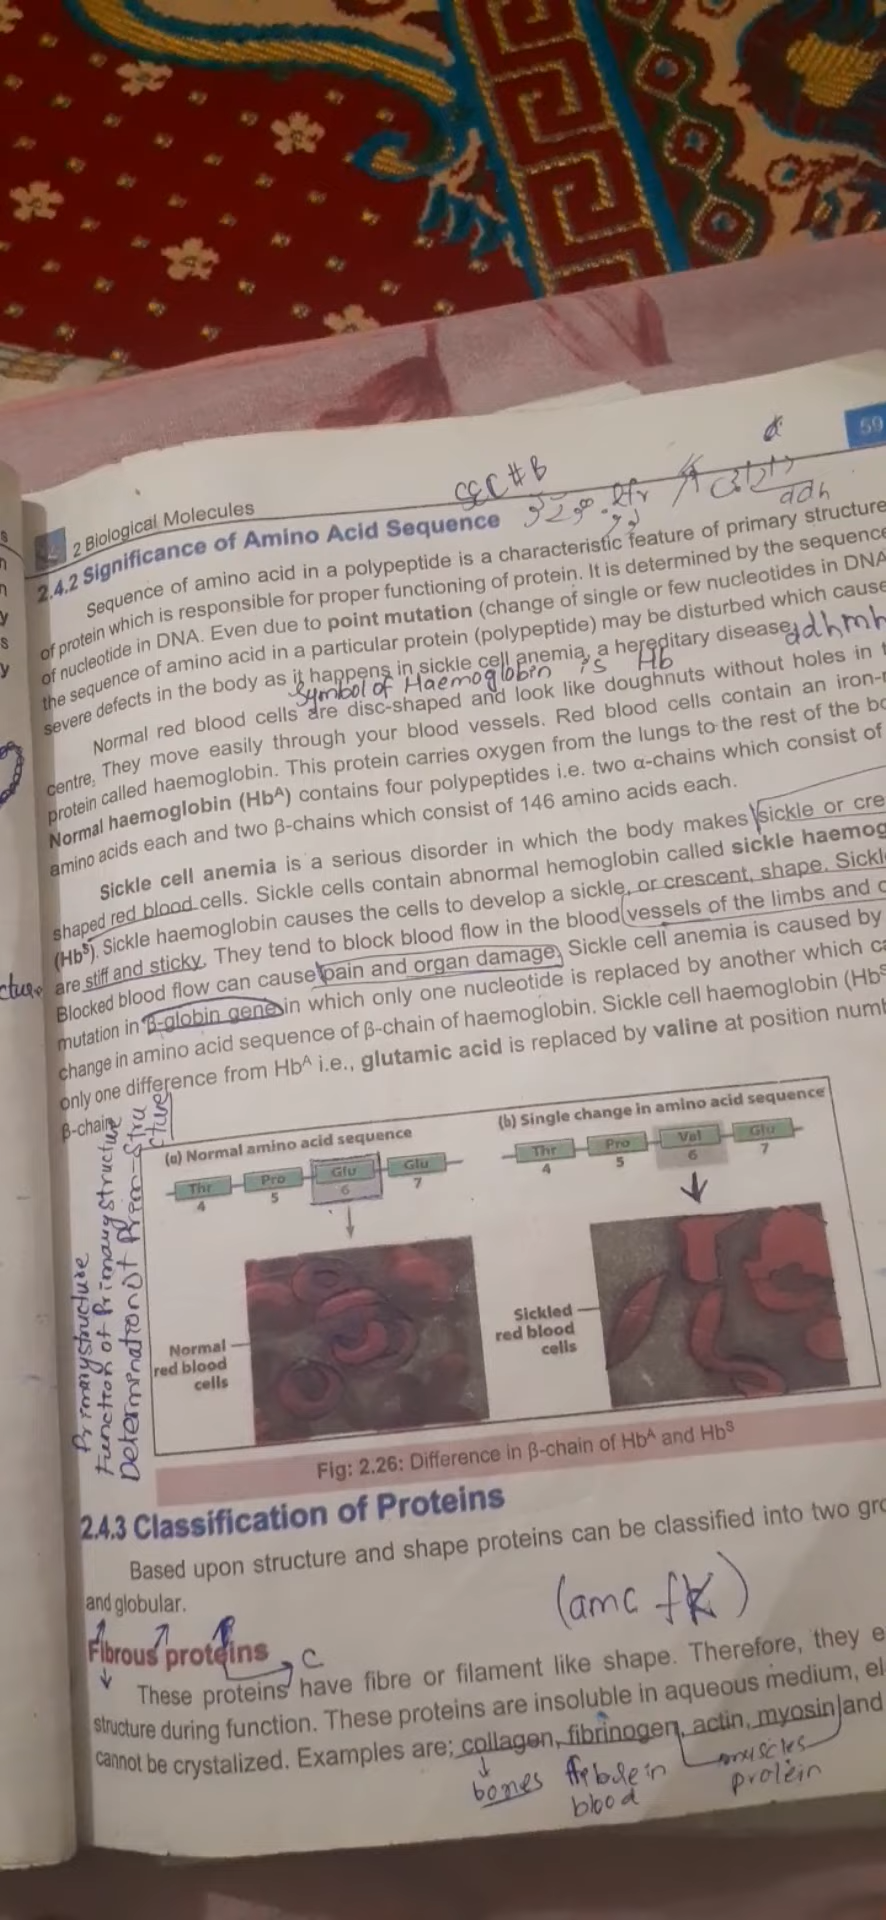 59
2 Biological Molecules
2.4.2 Significance of Amino Acid Sequence
Sequence of amino acid in a polypeptide is a characteristic feature of primary structure
of protein which is responsible for proper functioning of protein. It is determined by the sequence
of nucleotide in DNA. Even due to point mutation (change of single or few nucleotides in DNA
the sequence of amino acid in a particular protein (polypeptide) may be disturbed which cause
severe defects in the body as it happens in sickle cell anemia, a hereditary disease.
Symbol of Haemoglobin is Hb
Normal red blood cells are disc-shaped and look like doughnuts without holes in
centre. They move easily through your blood vessels. Red blood cells contain an iron-
protein called haemoglobin. This protein carries oxygen from the lungs to the rest of the
Normal haemoglobin (HbA) contains four polypeptides i.e. two α-chains which consist of
amino acids each and two β-chains which consist of 146 amino acids each.
Sickle cell anemia is a serious disorder in which the body makes sickle or cre
shaped red blood cells. Sickle cells contain abnormal hemoglobin called sickle haemog
(HbS). Sickle haemoglobin causes the cells to develop a sickle, or crescent, shape. Sickl
are stiff and sticky. They tend to block blood flow in the blood vessels of the limbs and
Blocked blood flow can cause pain and organ damage. Sickle cell anemia is caused by
mutation in β-globin gene in which only one nucleotide is replaced by another which ca
change in amino acid sequence of β-chain of haemoglobin. Sickle cell haemoglobin (HbS
only one difference from HbA i.e., glutamic acid is replaced by valine at position numb
β-chain
Primary structure
Function of Primary structure
Determination of Prim-Stru
cture
(a) Normal amino acid sequence
Thr Pro Glu Glu
4 5 6 7
Normal
red blood
cells
(b) Single change in amino acid sequence
Thr Pro Val Glu
4 5 6 7
Sickled
red blood
cells
Fig: 2.26: Difference in β-chain of HbA and HbS
2.4.3 Classification of Proteins
Based upon structure and shape proteins can be classified into two gro
and globular.
(amc fK)
Fibrous proteins
C
These proteins have fibre or filament like shape. Therefore, they e
structure during function. These proteins are insoluble in aqueous medium, el
cannot be crystalized. Examples are; collagen, fibrinogen, actin, myosin and
bones
blood
muscles
protein